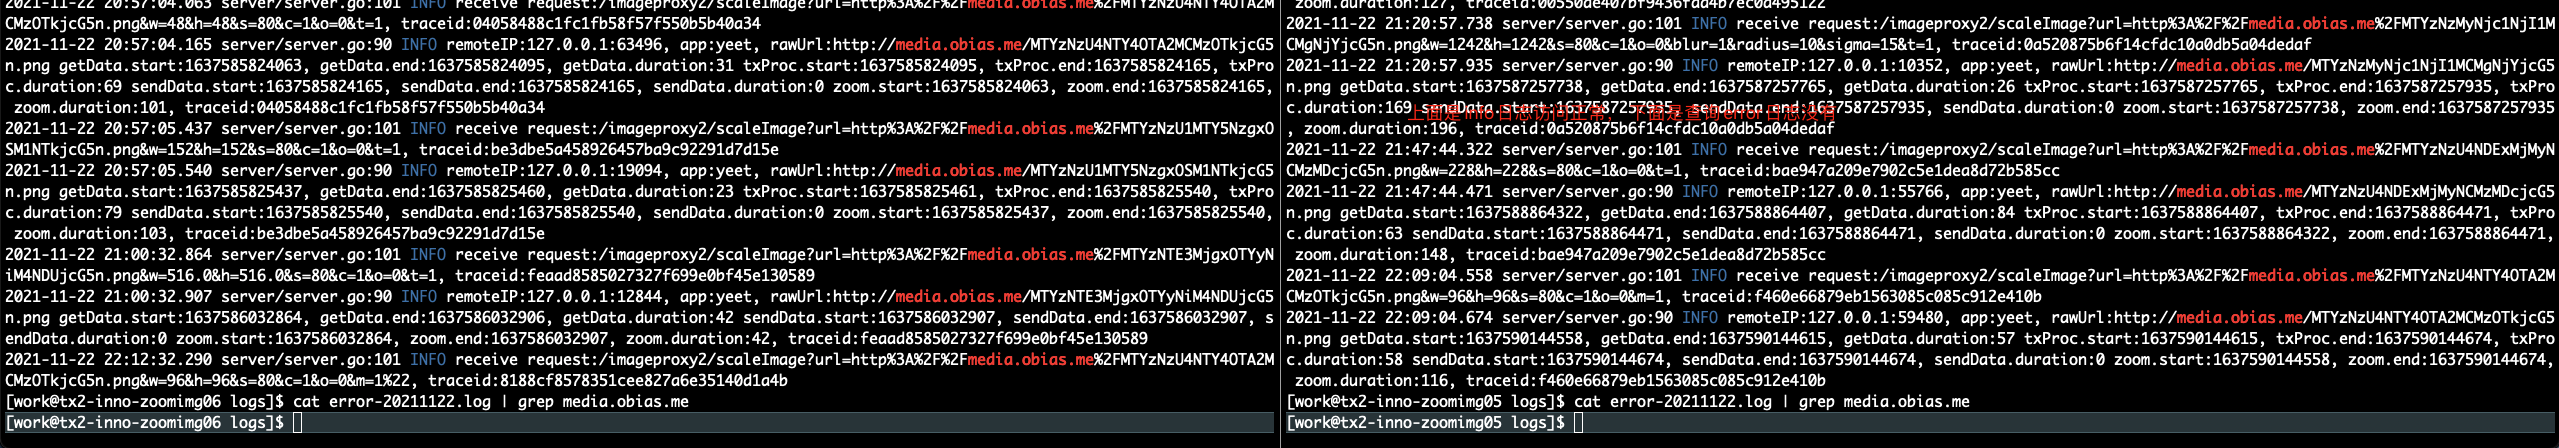 2021-11-22 20:57:04.063 server/server.go:101 INFO receive request:/imageproxy2/scaleImage?url=http%3A%2F%2Fmedia.obias.me%2FMTYzNzU4NTY4OTA2M
CMzOTkjcG5n.png&w=48&h=48&s=80&c=1&o=0&t=1, traceid:04058488c1fc1fb58f57f550b5b40a34
2021-11-22 20:57:04.165 server/server.go:90 INFO remoteIP:127.0.0.1:63496, app:yeet, rawUrl:http://media.obias.me/MTYzNzU4NTY4OTA2MCMzOTkjcG5
n.png getData.start:1637585824063, getData.end:1637585824095, getData.duration:31 txProc.start:1637585824095, txProc.end:1637585824165, txPro
c.duration:69 sendData.start:1637585824165, sendData.end:1637585824165, sendData.duration:0 zoom.start:1637585824063, zoom.end:1637585824165,
zoom.duration:101, traceid:04058488c1fc1fb58f57f550b5b40a34
2021-11-22 20:57:05.437 server/server.go:101 INFO receive request:/imageproxy2/scaleImage?url=http%3A%2F%2Fmedia.obias.me%2FMTYzNzU1MTY5NzgxO
SM1NTkjcG5n.png&w=152&h=152&s=80&c=1&o=0&t=1, traceid:be3dbe5a458926457ba9c92291d7d15e
2021-11-22 20:57:05.540 server/server.go:90 INFO remoteIP:127.0.0.1:19094, app:yeet, rawUrl:http://media.obias.me/MTYzNzU1MTY5NzgxOSM1NTkjcG5
n.png getData.start:1637585825437, getData.end:1637585825460, getData.duration:23 txProc.start:1637585825461, txProc.end:1637585825540, txPro
c.duration:79 sendData.start:1637585825540, sendData.end:1637585825540, sendData.duration:0 zoom.start:1637585825437, zoom.end:1637585825540,
zoom.duration:103, traceid:be3dbe5a458926457ba9c92291d7d15e
2021-11-22 21:00:32.864 server/server.go:101 INFO receive request:/imageproxy2/scaleImage?url=http%3A%2F%2Fmedia.obias.me%2FMTYzNTE3MjgxOTYyN
iM4NDUjcG5n.png&w=516.0&h=516.0&s=80&c=1&o=0&t=1, traceid:feaad8585027327f699e0bf45e130589
2021-11-22 21:00:32.907 server/server.go:90 INFO remoteIP:127.0.0.1:12844, app:yeet, rawUrl:http://media.obias.me/MTYzNTE3MjgxOTYyNiM4NDUjcG5
n.png getData.start:1637586032864, getData.end:1637586032906, getData.duration:42 sendData.start:1637586032907, sendData.end:1637586032907, s
endData.duration:0 zoom.start:1637586032864, zoom.end:1637586032907, zoom.duration:42, traceid:feaad8585027327f699e0bf45e130589
2021-11-22 22:12:32.290 server/server.go:101 INFO receive request:/imageproxy2/scaleImage?url=http%3A%2F%2Fmedia.obias.me%2FMTYzNzU4NTY4OTA2M
CMzOTkjcG5n.png&w=96&h=96&s=80&c=1&o=0&m=1%22, traceid:8188cf8578351cee827a6e35140d1a4b
[work@tx2-inno-zoomimg06 logs]$ cat error-20211122.log | grep media.obias.me
[work@tx2-inno-zoomimg06 logs]$
zoom.duration:127, traceid:00550de407bf9436fad4b7ec0d495122
2021-11-22 21:20:57.738 server/server.go:101 INFO receive request:/imageproxy2/scaleImage?url=http%3A%2F%2Fmedia.obias.me%2FMTYzNzMyNjc1NjI1M
CMgNjYjcG5n.png&w=1242&h=1242&s=80&c=1&o=0&blur=1&radius=10&sigma=15&t=1, traceid:0a520875b6f14cfdc10a0db5a04dedaf
2021-11-22 21:20:57.935 server/server.go:90 INFO remoteIP:127.0.0.1:10352, app:yeet, rawUrl:http://media.obias.me/MTYzNzMyNjc1NjI1MCMgNjYjcG5
n.png getData.start:1637587257738, getData.end:1637587257765, getData.duration:26 txProc.start:1637587257765, txProc.end:1637587257935, txPro
c.duration:169 sendData.start:1637587257935, sendData.end:1637587257935, sendData.duration:0 zoom.start:1637587257738, zoom.end:1637587257935
上面是info日志访问正常，下面是查询error日志没有
, zoom.duration:196, traceid:0a520875b6f14cfdc10a0db5a04dedaf
2021-11-22 21:47:44.322 server/server.go:101 INFO receive request:/imageproxy2/scaleImage?url=http%3A%2F%2Fmedia.obias.me%2FMTYzNzU4NDExMjMyN
CMzMDcjcG5n.png&w=228&h=228&s=80&c=1&o=0&t=1, traceid:bae947a209e7902c5e1dea8d72b585cc
2021-11-22 21:47:44.471 server/server.go:90 INFO remoteIP:127.0.0.1:55766, app:yeet, rawUrl:http://media.obias.me/MTYzNzU4NDExMjMyNCMzMDcjcG5
n.png getData.start:1637588864322, getData.end:1637588864407, getData.duration:84 txProc.start:1637588864407, txProc.end:1637588864471, txPro
c.duration:63 sendData.start:1637588864471, sendData.end:1637588864471, sendData.duration:0 zoom.start:1637588864322, zoom.end:1637588864471,
zoom.duration:148, traceid:bae947a209e7902c5e1dea8d72b585cc
2021-11-22 22:09:04.558 server/server.go:101 INFO receive request:/imageproxy2/scaleImage?url=http%3A%2F%2Fmedia.obias.me%2FMTYzNzU4NTY4OTA2M
CMzOTkjcG5n.png&w=96&h=96&s=80&c=1&o=0&m=1, traceid:f460e66879eb1563085c085c912e410b
2021-11-22 22:09:04.674 server/server.go:90 INFO remoteIP:127.0.0.1:59480, app:yeet, rawUrl:http://media.obias.me/MTYzNzU4NTY4OTA2MCMzOTkjcG5
n.png getData.start:1637590144558, getData.end:1637590144615, getData.duration:57 txProc.start:1637590144615, txProc.end:1637590144674, txPro
c.duration:58 sendData.start:1637590144674, sendData.end:1637590144674, sendData.duration:0 zoom.start:1637590144558, zoom.end:1637590144674,
zoom.duration:116, traceid:f460e66879eb1563085c085c912e410b
[work@tx2-inno-zoomimg05 logs]$ cat error-20211122.log | grep media.obias.me
[work@tx2-inno-zoomimg05 logs]$